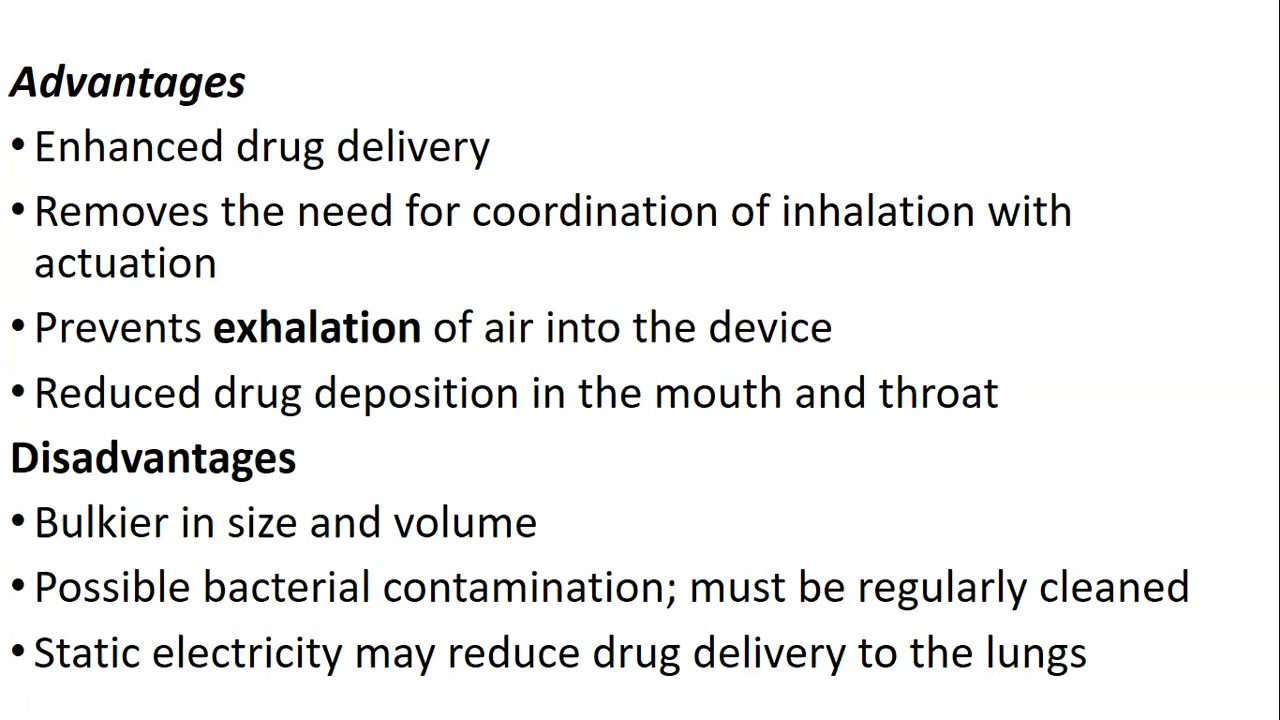 Advantages
• Enhanced drug delivery
• Removes the need for coordination of inhalation with
actuation
• Prevents exhalation of air into the device
• Reduced drug deposition in the mouth and throat
Disadvantages
• Bulkier in size and volume
• Possible bacterial contamination; must be regularly cleaned
• Static electricity may reduce drug delivery to the lungs